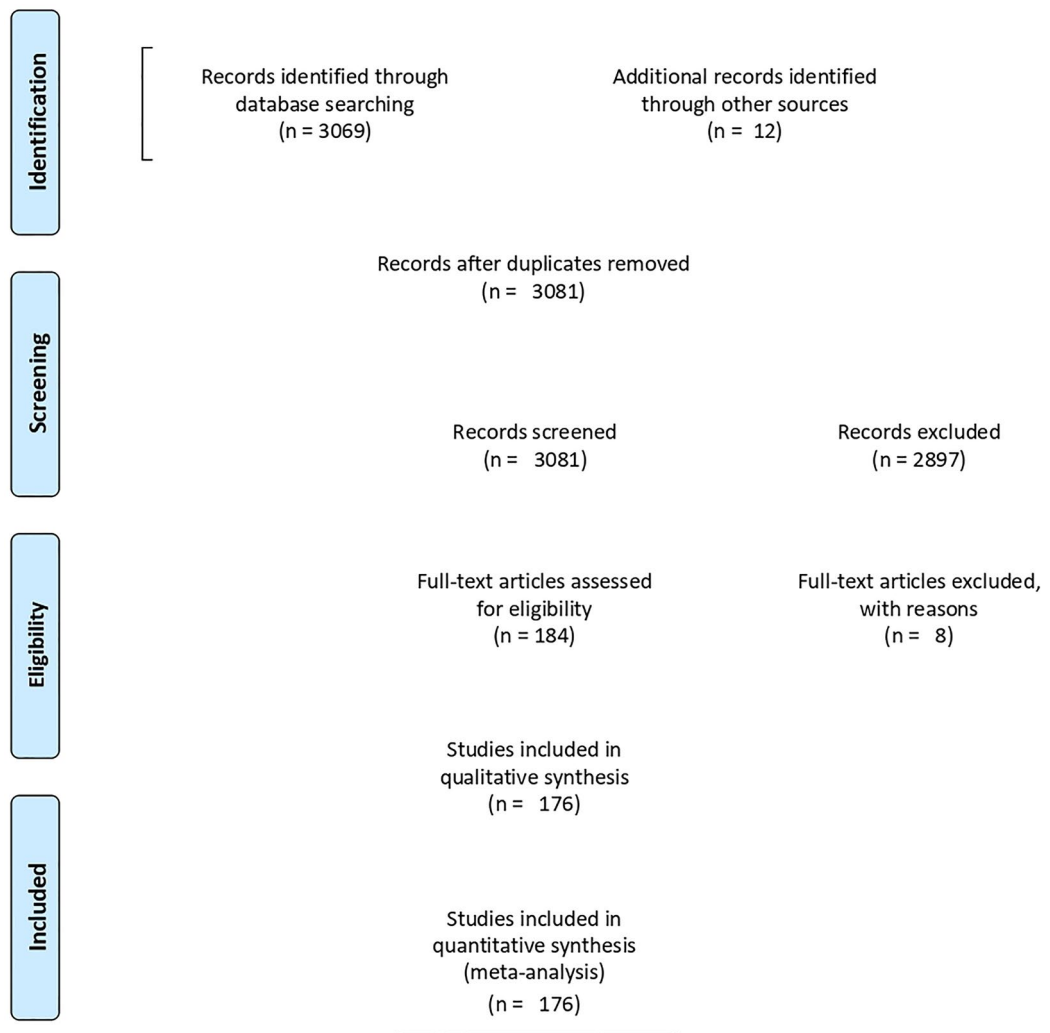 Identification
Records identified through
database searching
(n = 3069)
Additional records identified
through other sources
(n = 12)
Records after duplicates removed
(n = 3081)
Screening
Records screened
(n = 3081)
Records excluded
(n = 2897)
Eligibility
Full-text articles assessed
for eligibility
(n = 184)
Full-text articles excluded,
with reasons
(n = 8)
Studies included in
qualitative synthesis
(n = 176)
Included
Studies included in
quantitative synthesis
(meta-analysis)
(n = 176)